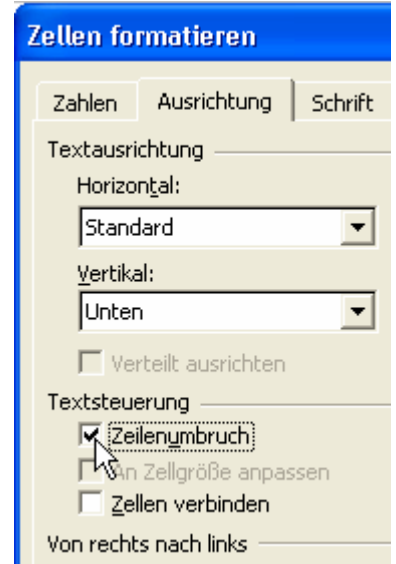 Zellen formatieren
Zahlen Ausrichtung Schrift
Textausrichtung
Horizontal:
Standard
Vertikal:
Unten
Verteilt ausrichten
Textsteuerung
Zeilenumbruch
An Zellgröße anpassen
Zellen verbinden
Von rechts nach links